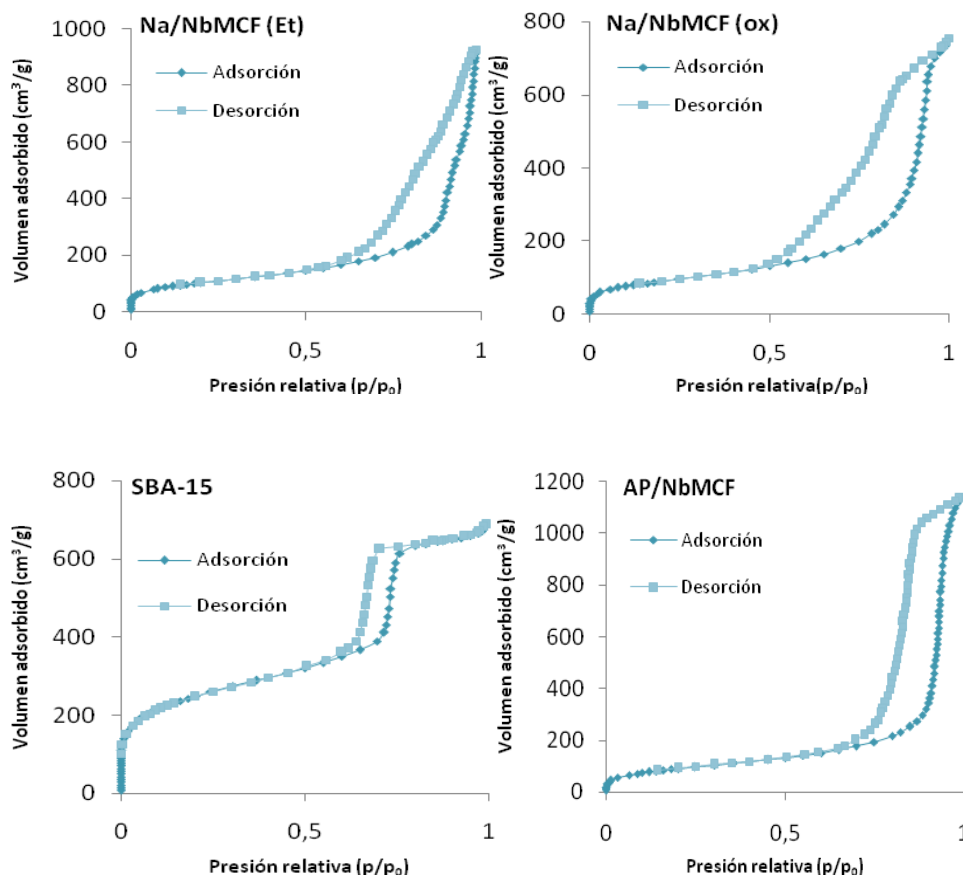 Na/NbMCF (Et)
1000
800
600
400
200
0
0
0,5
1
Adsorción
Desorción
Volumen adsorbido (cm³/g)
Presión relativa (p/p₀)
Na/NbMCF (ox)
800
600
400
200
0
0
0,5
1
Adsorción
Desorción
Volumen adsorbido (cm³/g)
Presión relativa(p/p₀)
SBA-15
800
600
400
200
0
0
0,5
1
Adsorción
Desorción
Volumen adsorbido (cm³/g)
Presión relativa (p/p₀)
AP/NbMCF
1200
1000
800
600
400
200
0
0
0,5
1
Adsorción
Desorción
Volumen adsorbido (cm³/g)
Presión relativa (p/p₀)